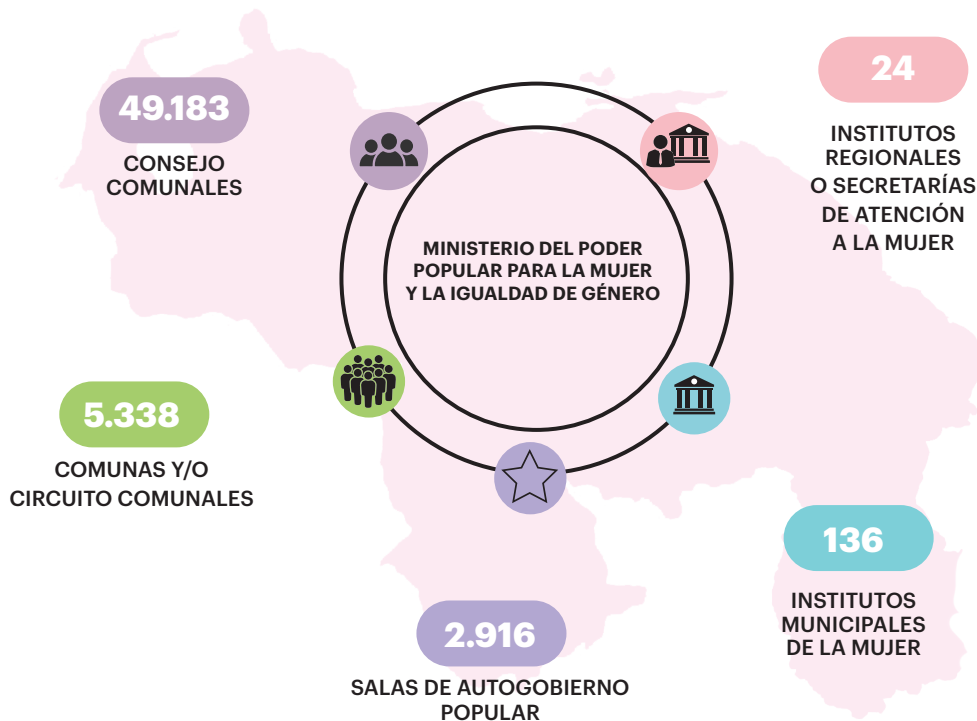 49.183
CONSEJO
COMUNALES
24
INSTITUTOS
REGIONALES
O SECRETARÍAS
DE ATENCIÓN
A LA MUJER
MINISTERIO DEL PODER
POPULAR PARA LA MUJER
Y LA IGUALDAD DE GÉNERO
5.338
COMUNAS Y/O
CIRCUITO COMUNALES
136
INSTITUTOS
MUNICIPALES
DE LA MUJER
2.916
SALAS DE AUTOGOBIERNO
POPULAR